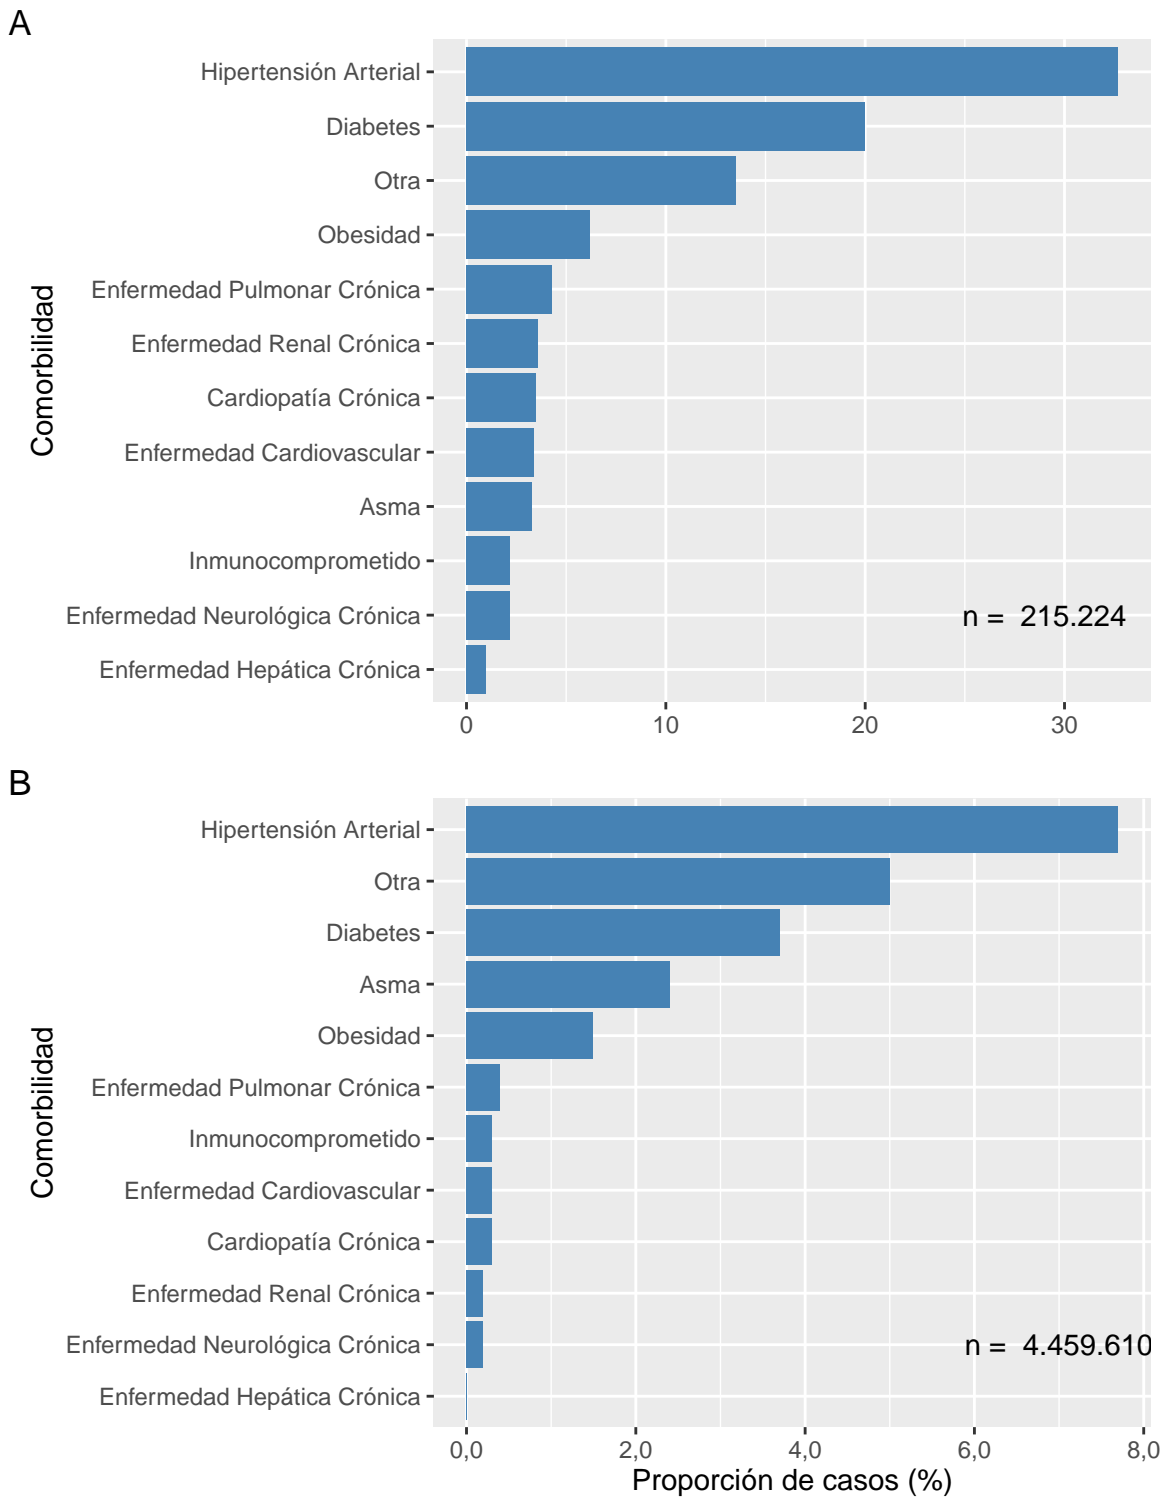 A
Hipertensión Arterial
Diabetes
Otra
Obesidad
Enfermedad Pulmonar Crónica
Enfermedad Renal Crónica
Cardiopatía Crónica
Enfermedad Cardiovascular
Asma
Inmunocomprometido
Enfermedad Neurológica Crónica
Enfermedad Hepática Crónica
Comorbilidad
n = 215.224
0 10 20 30
B
Hipertensión Arterial
Otra
Diabetes
Asma
Obesidad
Enfermedad Pulmonar Crónica
Inmunocomprometido
Enfermedad Cardiovascular
Cardiopatía Crónica
Enfermedad Renal Crónica
Enfermedad Neurológica Crónica
Enfermedad Hepática Crónica
Comorbilidad
n = 4.459.610
0,0 2,0 4,0 6,0 8,0
Proporción de casos (%)